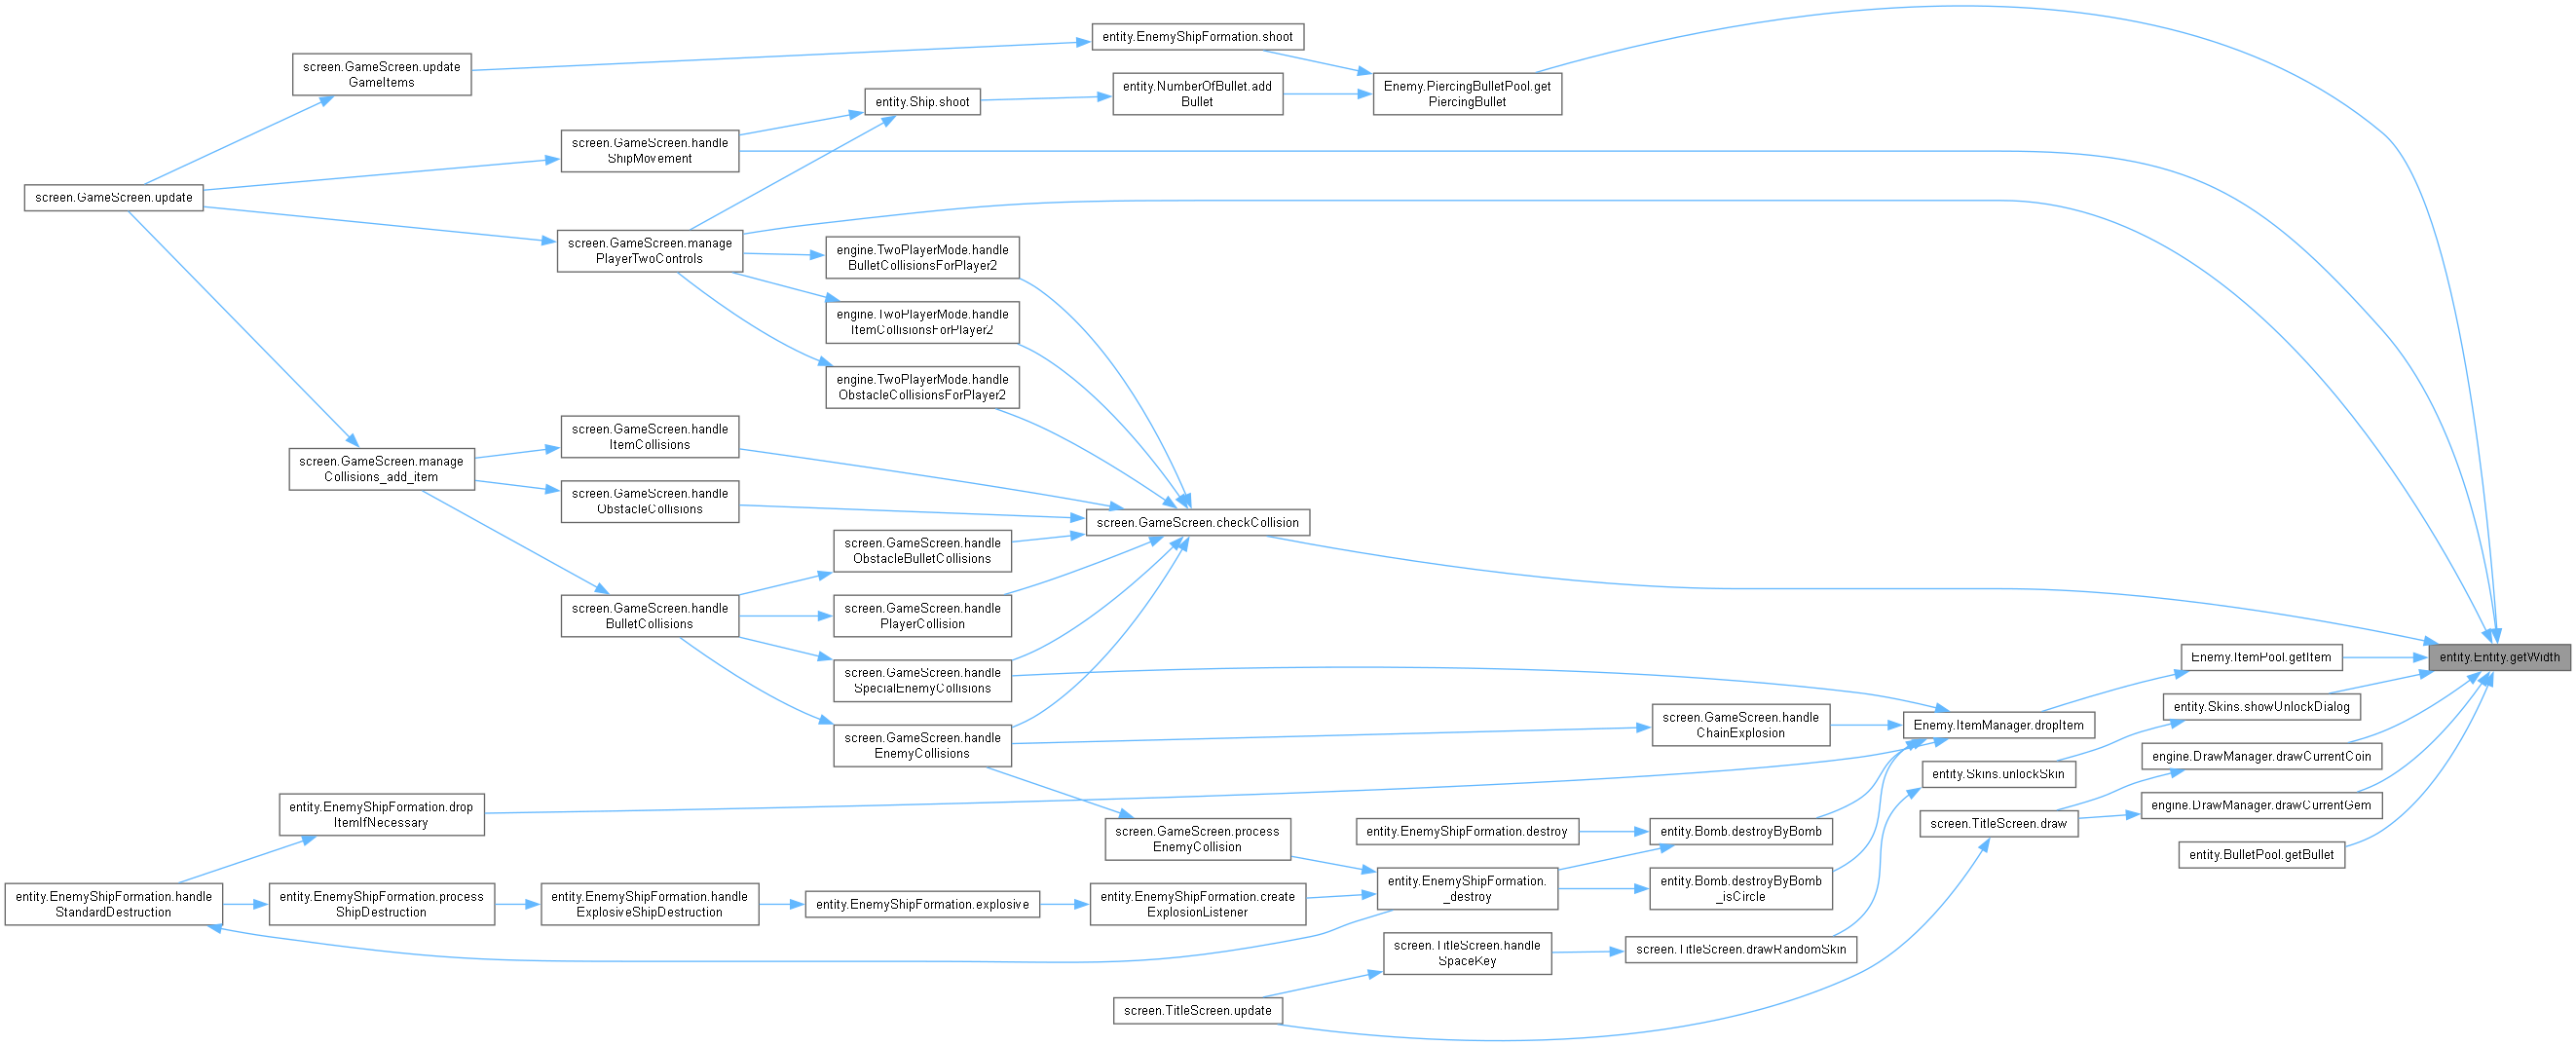 entity.EnemyShipFormation.shoot
screen.GameScreen.update
GameItems
Enemy.PiercingBulletPool.get
PiercingBullet
entity.NumberOfBullet.add
Bullet
entity.Ship.shoot
screen.GameScreen.handle
ShipMovement
screen.GameScreen.update
screen.GameScreen.manage
PlayerTwoControls
engine.TwoPlayerMode.handle
BulletCollisionsForPlayer2
engine.TwoPlayerMode.handle
ItemCollisionsForPlayer2
engine.TwoPlayerMode.handle
ObstacleCollisionsForPlayer2
screen.GameScreen.handle
ItemCollisions
screen.GameScreen.manage
Collisions_add_item
screen.GameScreen.handle
ObstacleCollisions
screen.GameScreen.checkCollision
screen.GameScreen.handle
ObstacleBulletCollisions
screen.GameScreen.handle
BulletCollisions
screen.GameScreen.handle
PlayerCollision
Enemy.ItemPool.getItem
entity.Entity.getWidth
screen.GameScreen.handle
SpecialEnemyCollisions
entity.Skins.showUnlockDialog
screen.GameScreen.handle
ChainExplosion
Enemy.ItemManager.dropItem
screen.GameScreen.handle
EnemyCollisions
engine.DrawManager.drawCurrentCoin
entity.Skins.unlockSkin
engine.DrawManager.drawCurrentGem
entity.EnemyShipFormation.drop
ItemIfNecessary
screen.TitleScreen.draw
screen.GameScreen.process
EnemyCollision
entity.EnemyShipFormation.destroy
entity.Bomb.destroyByBomb
entity.BulletPool.getBullet
entity.EnemyShipFormation.
_destroy
entity.Bomb.destroyByBomb
_isCircle
entity.EnemyShipFormation.handle
StandardDestruction
entity.EnemyShipFormation.process
ShipDestruction
entity.EnemyShipFormation.handle
ExplosiveShipDestruction
entity.EnemyShipFormation.explosive
entity.EnemyShipFormation.create
ExplosionListener
screen.TitleScreen.handle
SpaceKey
screen.TitleScreen.drawRandomSkin
screen.TitleScreen.update